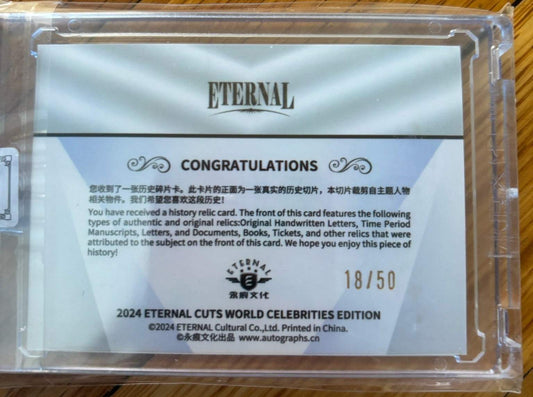 ETERNAL
CONGRATULATIONS
您收到了一张历史碎片卡。此卡片的正面为一张真实的历史切片，本切片裁剪自主题人物
相关物件。我们希望您喜欢这段历史！
You have received a history relic card. The front of this card features the following
types of authentic and original relics:Original Handwritten Letters, Time Period
Manuscripts, Letters, and Documents, Books, Tickets, and other relics that were
attributed to the subject on the front of this card. We hope you enjoy this piece of
history!
ETERNAL
永痕文化
18/50
2024 ETERNAL CUTS WORLD CELEBRITIES EDITION
©2024 ETERNAL Cultural Co.,Ltd. Printed in China.
©永痕文化出品 www.autographs.cn